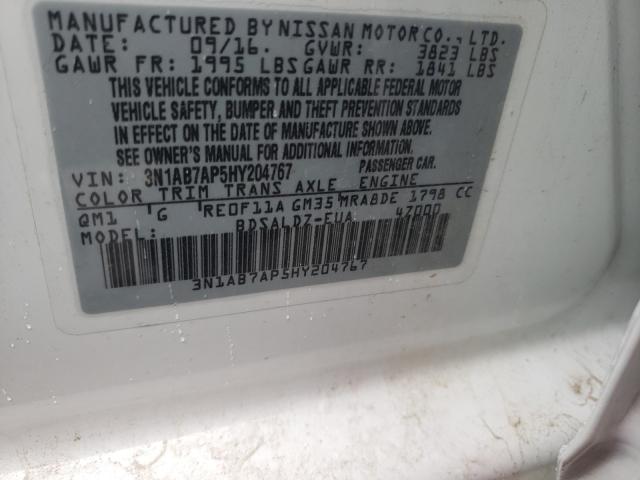 MANUFACTURED BY NISSAN MOTOR CO., LTD.
DATE: 09/16. GVWR: 3823 LBS
GAWR FR: 1995 LBS GAWR RR: 1841 LBS
THIS VEHICLE CONFORMS TO ALL APPLICABLE FEDERAL MOTOR
VEHICLE SAFETY, BUMPER AND THEFT PREVENTION STANDARDS
IN EFFECT ON THE DATE OF MANUFACTURE SHOWN ABOVE.
SEE OWNER'S MANUAL FOR ADDITIONAL INFORMATION.
VIN: 3N1AB7AP5HY204767 PASSENGER CAR.
COLOR TRIM TRANS AXLE ENGINE
QM1 'G 'RE0F11A GM35'MRA8DE 1798 CC
MODEL: BDSALDZ-EUA 47000
3N1AB7AP5HY204767